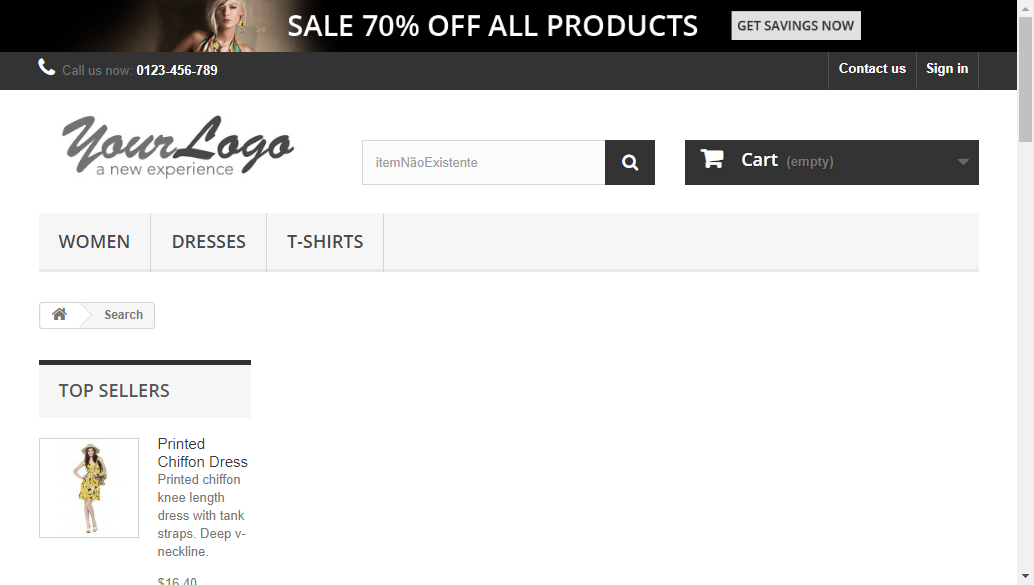 SALE 70% OFF ALL PRODUCTS
GET SAVINGS NOW
Call us now: 0123-456-789
Contact us
Sign in
YourLogo
a new experience
itemNãoExistente
Cart (empty)
WOMEN
DRESSES
T-SHIRTS
Search
TOP SELLERS
Printed
Chiffon Dress
Printed chiffon
knee length
dress with tank
straps. Deep v-
neckline.
$16.40